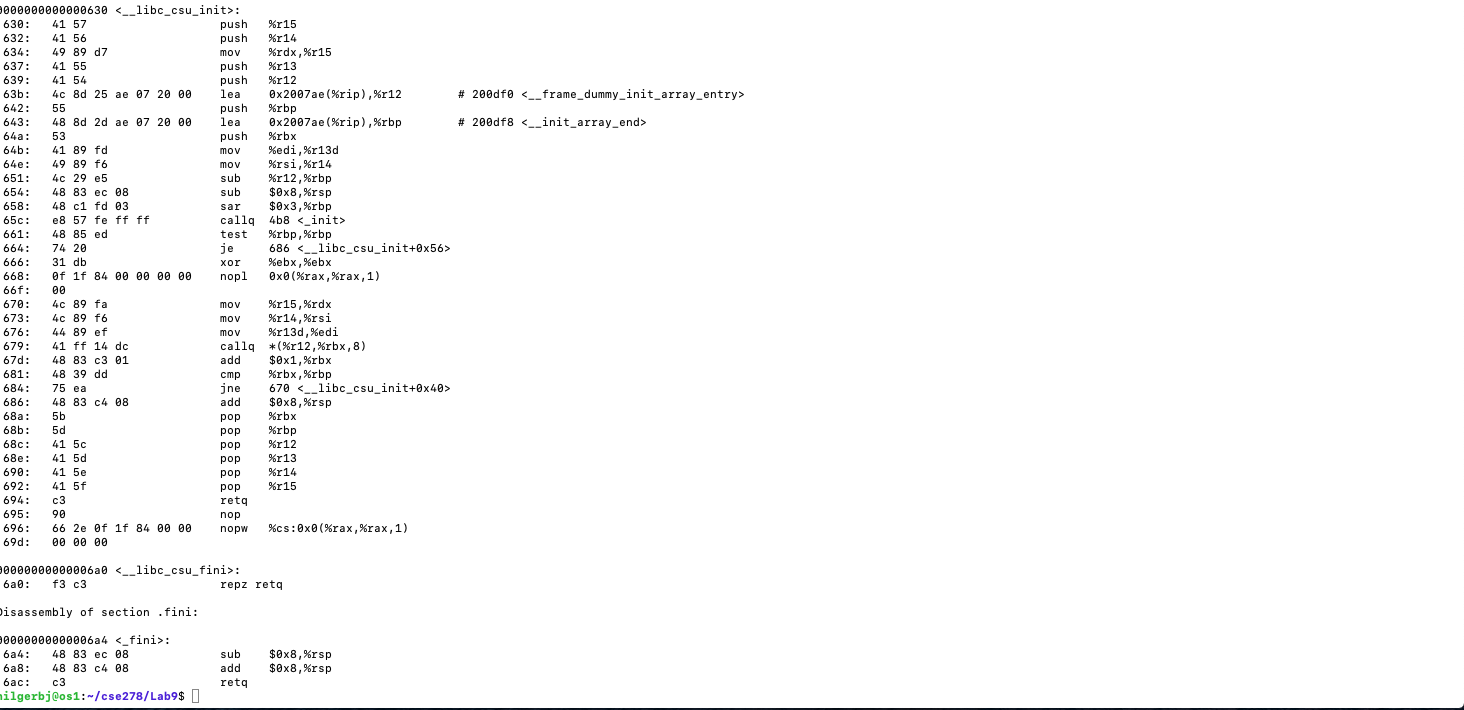 0000000000000630 <__libc_csu_init>:
630:   41 57                   push   %r15
632:   41 56                   push   %r14
634:   49 89 d7                mov    %rdx,%r15
637:   41 55                   push   %r13
639:   41 54                   push   %r12
63b:   4c 8d 25 ae 07 20 00    lea    0x2007ae(%rip),%r12        # 200df0 <__frame_dummy_init_array_entry>
642:   55                      push   %rbp
643:   48 8d 2d ae 07 20 00    lea    0x2007ae(%rip),%rbp        # 200df8 <__init_array_end>
64a:   53                      push   %rbx
64b:   41 89 fd                mov    %edi,%r13d
64e:   49 89 f6                mov    %rsi,%r14
651:   4c 29 e5                sub    %r12,%rbp
654:   48 83 ec 08             sub    $0x8,%rsp
658:   48 c1 fd 03             sar    $0x3,%rbp
65c:   e8 57 fe ff ff          callq  4b8 <_init>
661:   48 85 ed                test   %rbp,%rbp
664:   74 20                   je     686 <__libc_csu_init+0x56>
666:   31 db                   xor    %ebx,%ebx
668:   0f 1f 84 00 00 00 00    nopl   0x0(%rax,%rax,1)
66f:   00
670:   4c 89 fa                mov    %r15,%rdx
673:   4c 89 f6                mov    %r14,%rsi
676:   44 89 ef                mov    %r13d,%edi
679:   41 ff 14 dc             callq  *(%r12,%rbx,8)
67d:   48 83 c3 01             add    $0x1,%rbx
681:   48 39 dd                cmp    %rbx,%rbp
684:   75 ea                   jne    670 <__libc_csu_init+0x40>
686:   48 83 c4 08             add    $0x8,%rsp
68a:   5b                      pop    %rbx
68b:   5d                      pop    %rbp
68c:   41 5c                   pop    %r12
68e:   41 5d                   pop    %r13
690:   41 5e                   pop    %r14
692:   41 5f                   pop    %r15
694:   c3                      retq
695:   90                      nop
696:   66 2e 0f 1f 84 00 00    nopw   %cs:0x0(%rax,%rax,1)
69d:   00 00 00
00000000000006a0 <__libc_csu_fini>:
6a0:   f3 c3                   repz retq
Disassembly of section .fini:
00000000000006a4 <_fini>:
6a4:   48 83 ec 08             sub    $0x8,%rsp
6a8:   48 83 c4 08             add    $0x8,%rsp
6ac:   c3                      retq
hilgerbj@os1:~/cse278/Lab9$